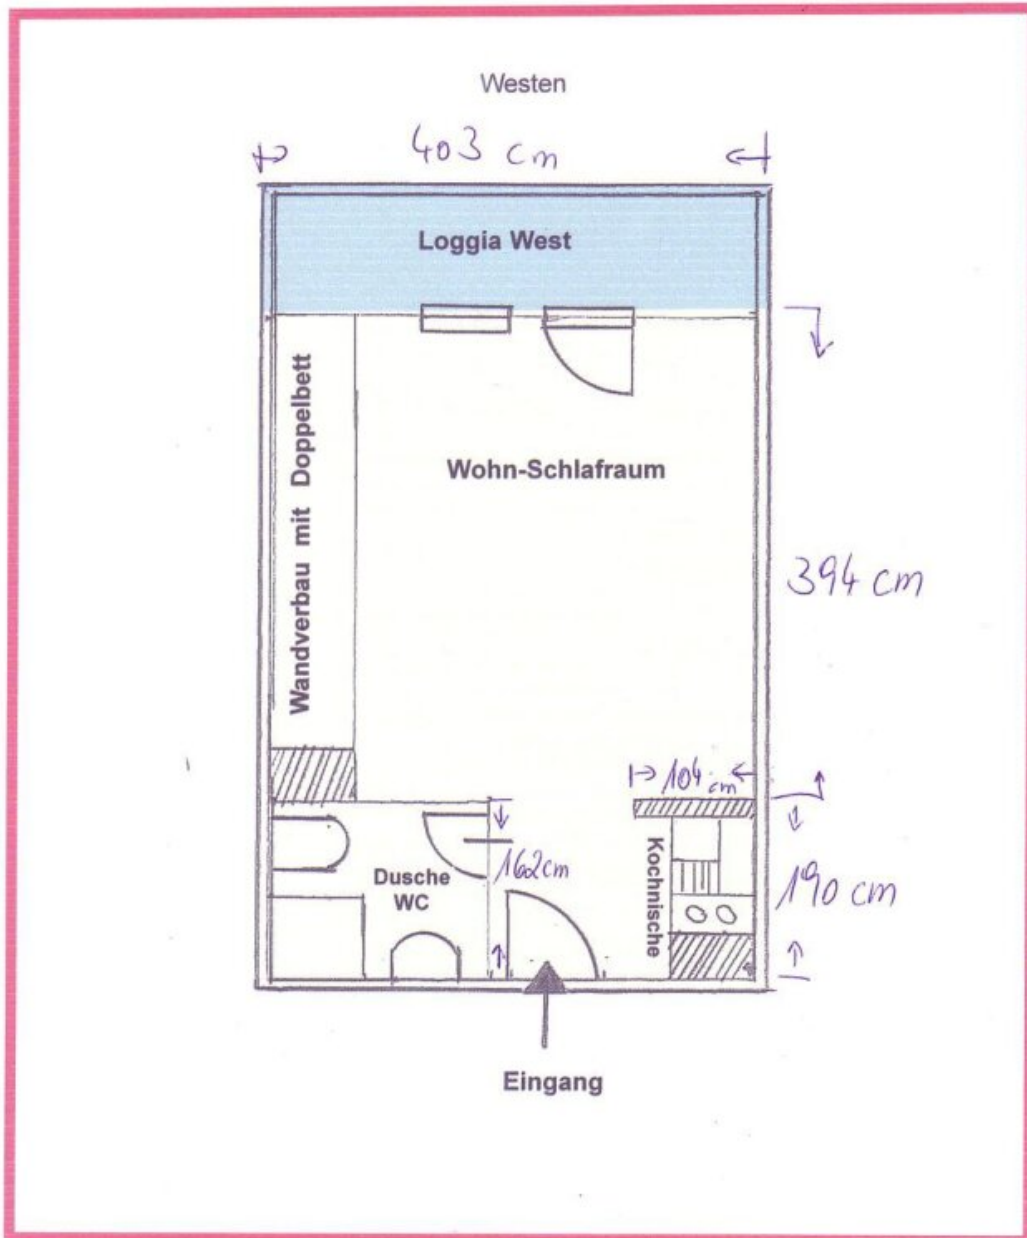 Westen
403 cm
Loggia West
Wandverbau mit Doppelbett
Wohn-Schlafraum
394 cm
104 cm
162cm
Dusche
WC
Kochnische
190 cm
Eingang